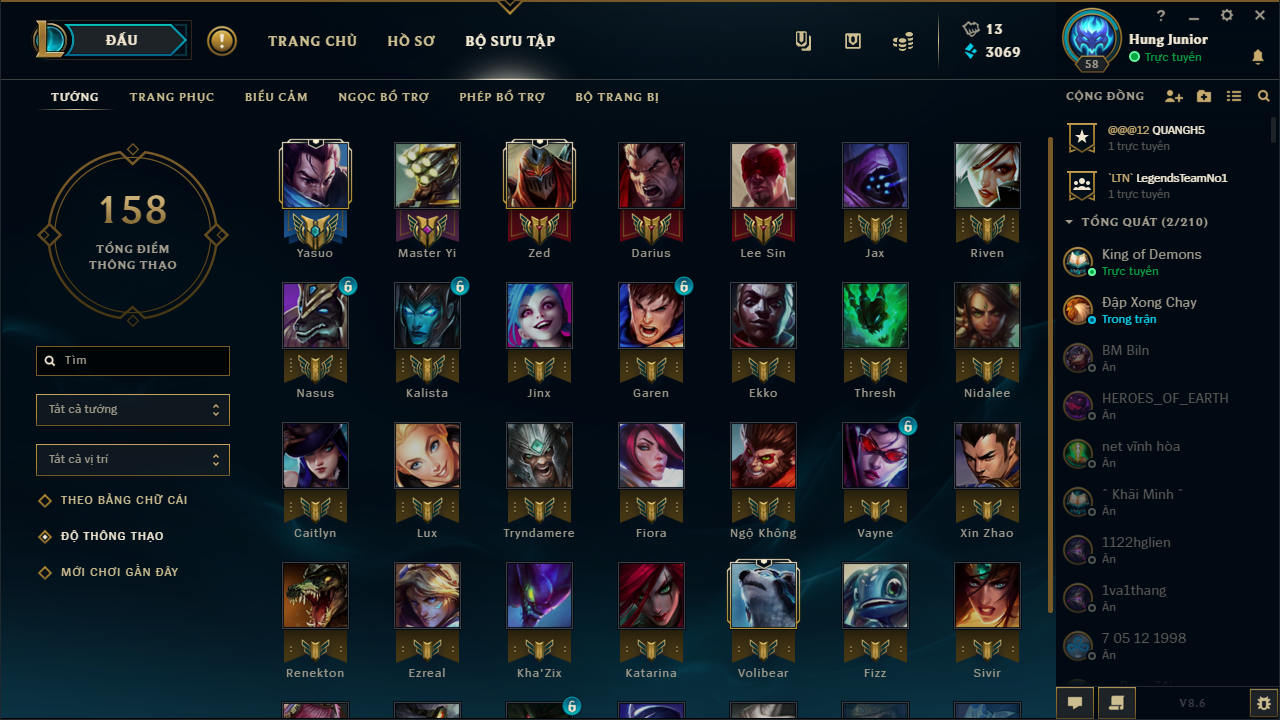 ĐẤU
TRANG CHỦ
HỒ SƠ
BỘ SƯU TẬP
13
3069
58
Hung Junior
Trực tuyến
TƯỚNG
TRANG PHỤC
BIỂU CẢM
NGỌC BỔ TRỢ
PHÉP BỔ TRỢ
BỘ TRANG BỊ
158
TỔNG ĐIỂM
THÔNG THẠO
Tìm
Tất cả tướng
Tất cả vị trí
THEO BẢNG CHỮ CÁI
ĐỘ THÔNG THẠO
MỚI CHƠI GẦN ĐÂY
Yasuo
Master Yi
Zed
Darius
Lee Sin
Jax
Riven
6
6
6
Nasus
Kalista
Jinx
Garen
Ekko
Thresh
Nidalee
6
Caitlyn
Lux
Tryndamere
Fiora
Ngộ Không
Vayne
Xin Zhao
Renekton
Ezreal
Kha'Zix
Katarina
Volibear
Fizz
Sivir
6
CỘNG ĐỒNG
@@@12 QUANGH5
1 trực tuyến
`LTN` LegendsTeamNo1
1 trực tuyến
TỔNG QUÁT (2/210)
King of Demons
Trực tuyến
Đập Xong Chạy
Trong trận
BM Biln
Ẩn
HEROES_OF_EARTH
Ẩn
net vĩnh hòa
Ẩn
ˆ Khãi Minh ˆ
Ẩn
1122hglien
Ẩn
1va1thang
Ẩn
7 05 12 1998
Ẩn
V8.6